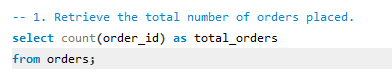 -- 1. Retrieve the total number of orders placed.
select count(order_id) as total_orders
from orders;